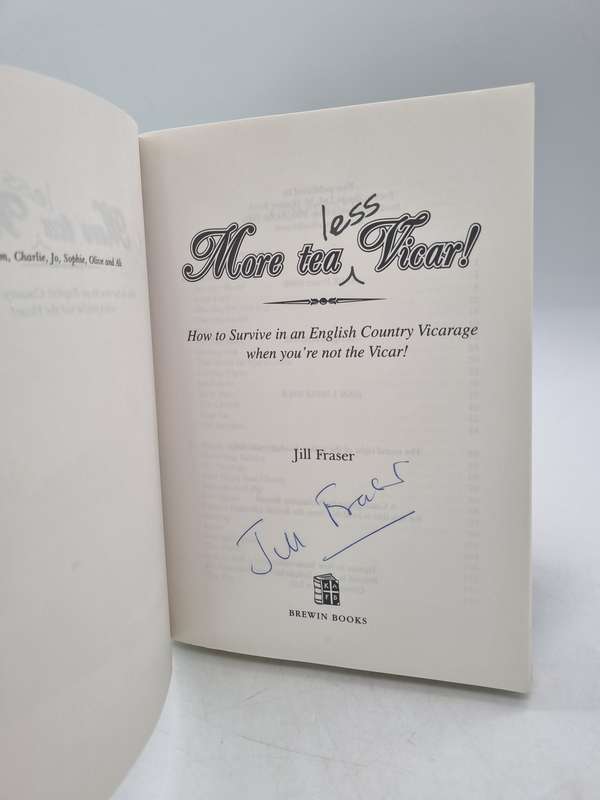 m, Charlie, Jo, Sophie, Olive and Ali
less
More tea Vicar!
How to Survive in an English Country Vicarage
when you're not the Vicar!
Jill Fraser
Jill Fraser
BREWIN BOOKS